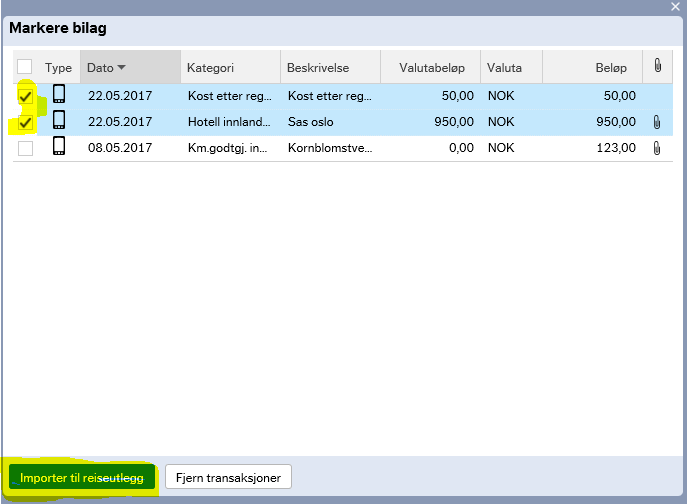 Markere bilag
Type Dato Kategori Beskrivelse Valutabeløp Valuta Beløp
22.05.2017 Kost etter reg... Kost etter reg... 50,00 NOK 50,00
22.05.2017 Hotell innland... Sas oslo 950,00 NOK 950,00
08.05.2017 Km.godtgj. in... Kornblomstve... 0,00 NOK 123,00
Importer til reiseutlegg Fjern transaksjoner